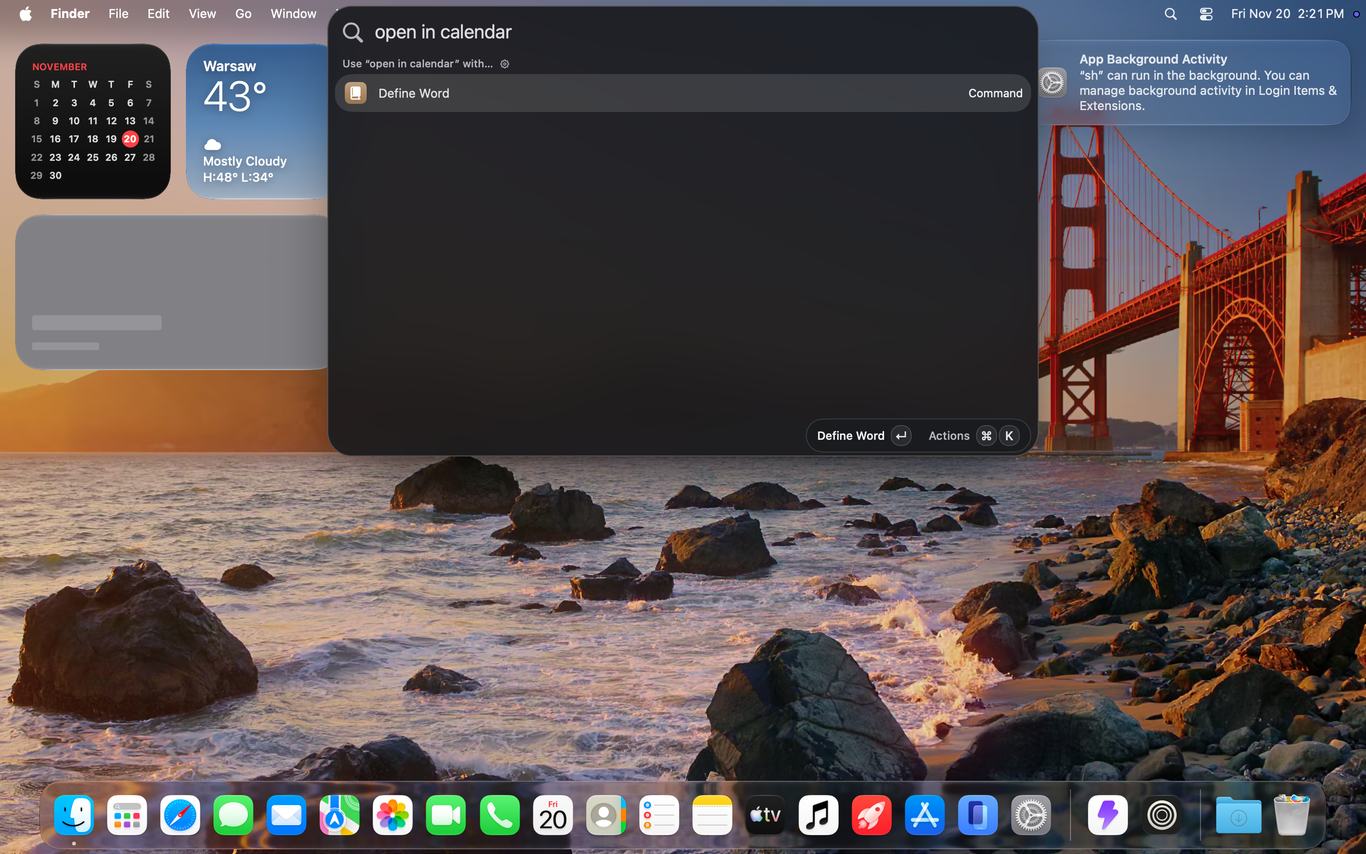 Finder File Edit View Go Window
Fri Nov 20 2:21 PM
open in calendar
Use “open in calendar” with...
Define Word Command
Define Word Actions ⌘ K
NOVEMBER
S M T W T F S
1 2 3 4 5 6 7
8 9 10 11 12 13 14
15 16 17 18 19 20 21
22 23 24 25 26 27 28
29 30
Warsaw
43°
Mostly Cloudy
H:48° L:34°
App Background Activity
“sh” can run in the background. You can
manage background activity in Login Items &
Extensions.
Fri
20
tv